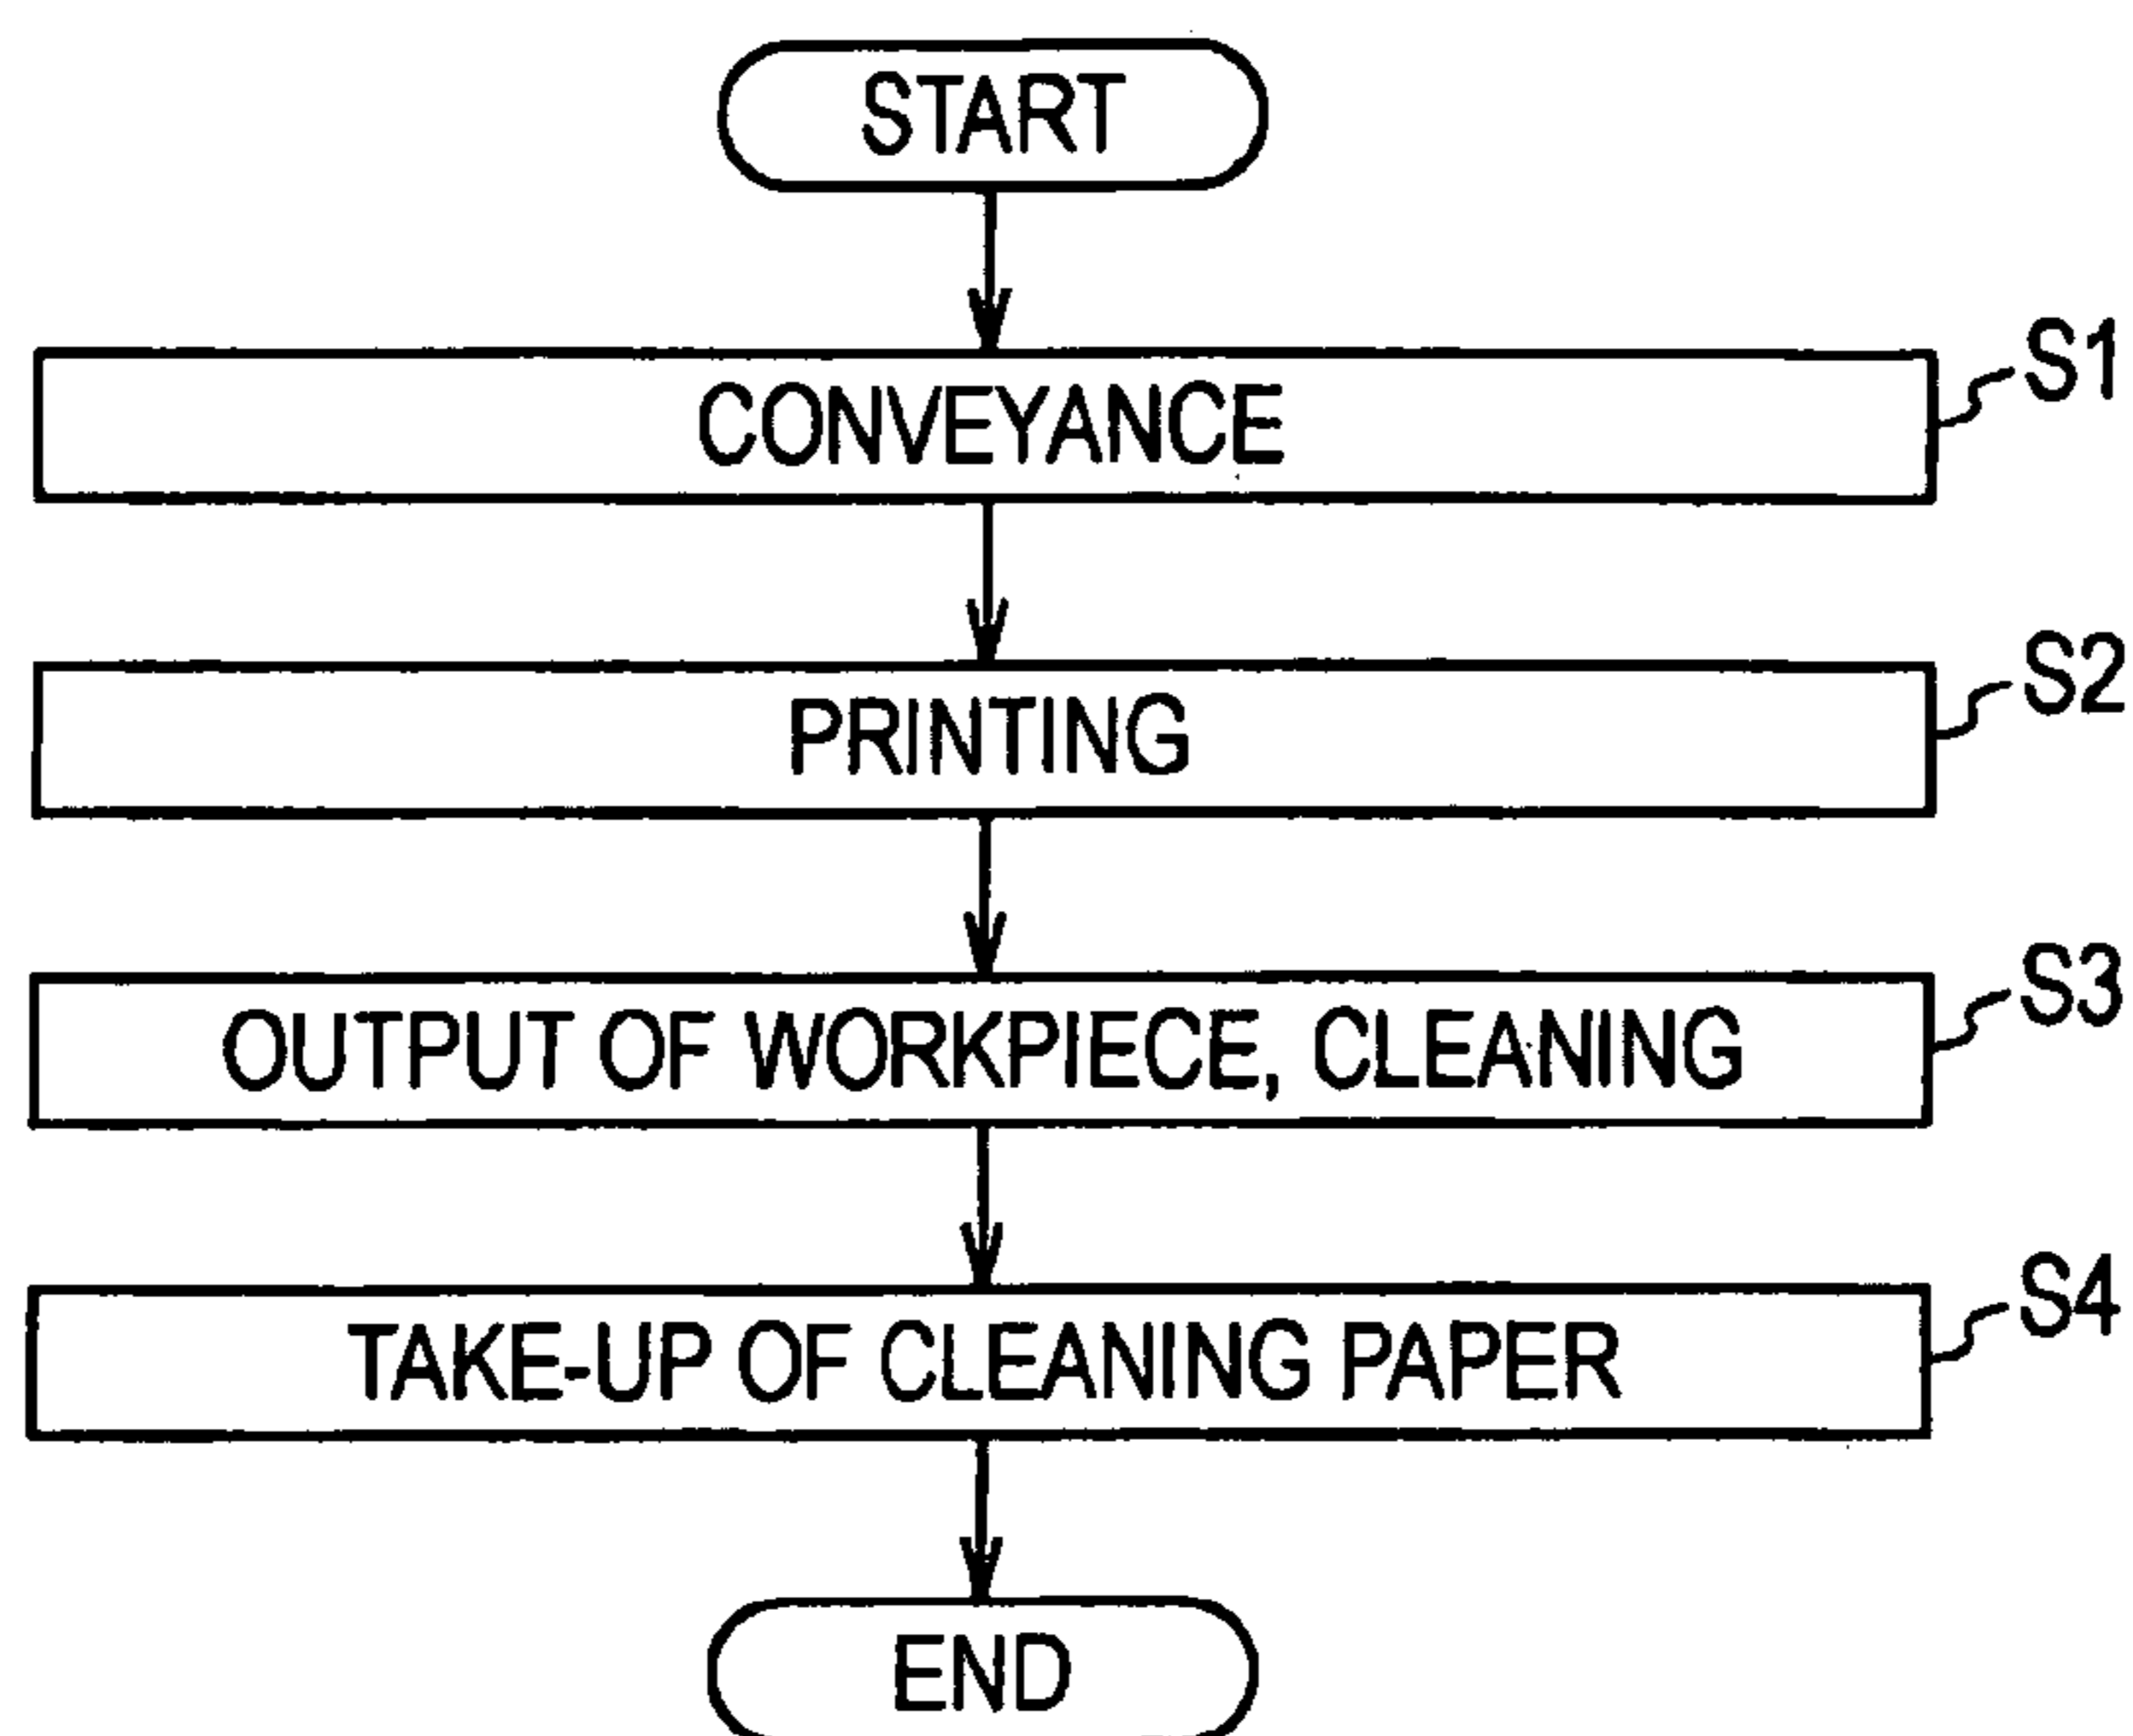 START
CONVEYANCE
S1
PRINTING
S2
OUTPUT OF WORKPIECE, CLEANING
S3
TAKE-UP OF CLEANING PAPER
S4
END